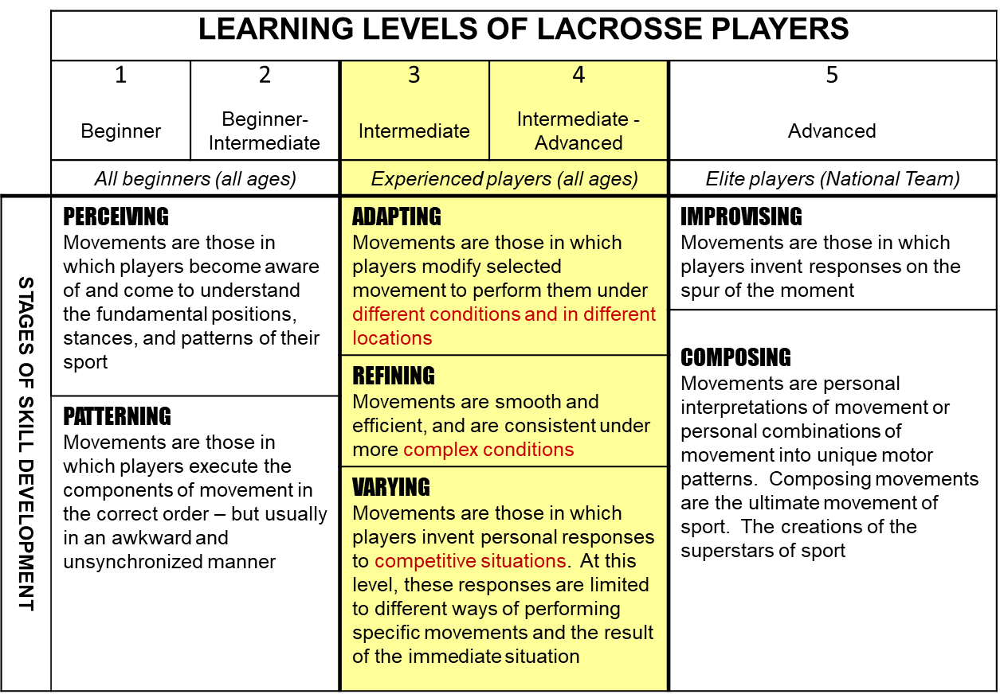 LEARNING LEVELS OF LACROSSE PLAYERS
1
Beginner
2
Beginner-
Intermediate
3
Intermediate
4
Intermediate -
Advanced
5
Advanced
All beginners (all ages)
Experienced players (all ages)
Elite players (National Team)
STAGES OF SKILL DEVELOPMENT
PERCEIVING
Movements are those in
which players become aware
of and come to understand
the fundamental positions,
stances, and patterns of their
sport
PATTERNING
Movements are those in
which players execute the
components of movement in
the correct order – but usually
in an awkward and
unsynchronized manner
ADAPTING
Movements are those in which
players modify selected
movement to perform them under
different conditions and in different
locations
REFINING
Movements are smooth and
efficient, and are consistent under
more complex conditions
VARYING
Movements are those in which
players invent personal responses
to competitive situations.  At this
level, these responses are limited
to different ways of performing
specific movements and the result
of the immediate situation
IMPROVISING
Movements are those in which
players invent responses on the
spur of the moment
COMPOSING
Movements are personal
interpretations of movement or
personal combinations of
movement into unique motor
patterns.  Composing movements
are the ultimate movement of
sport.  The creations of the
superstars of sport